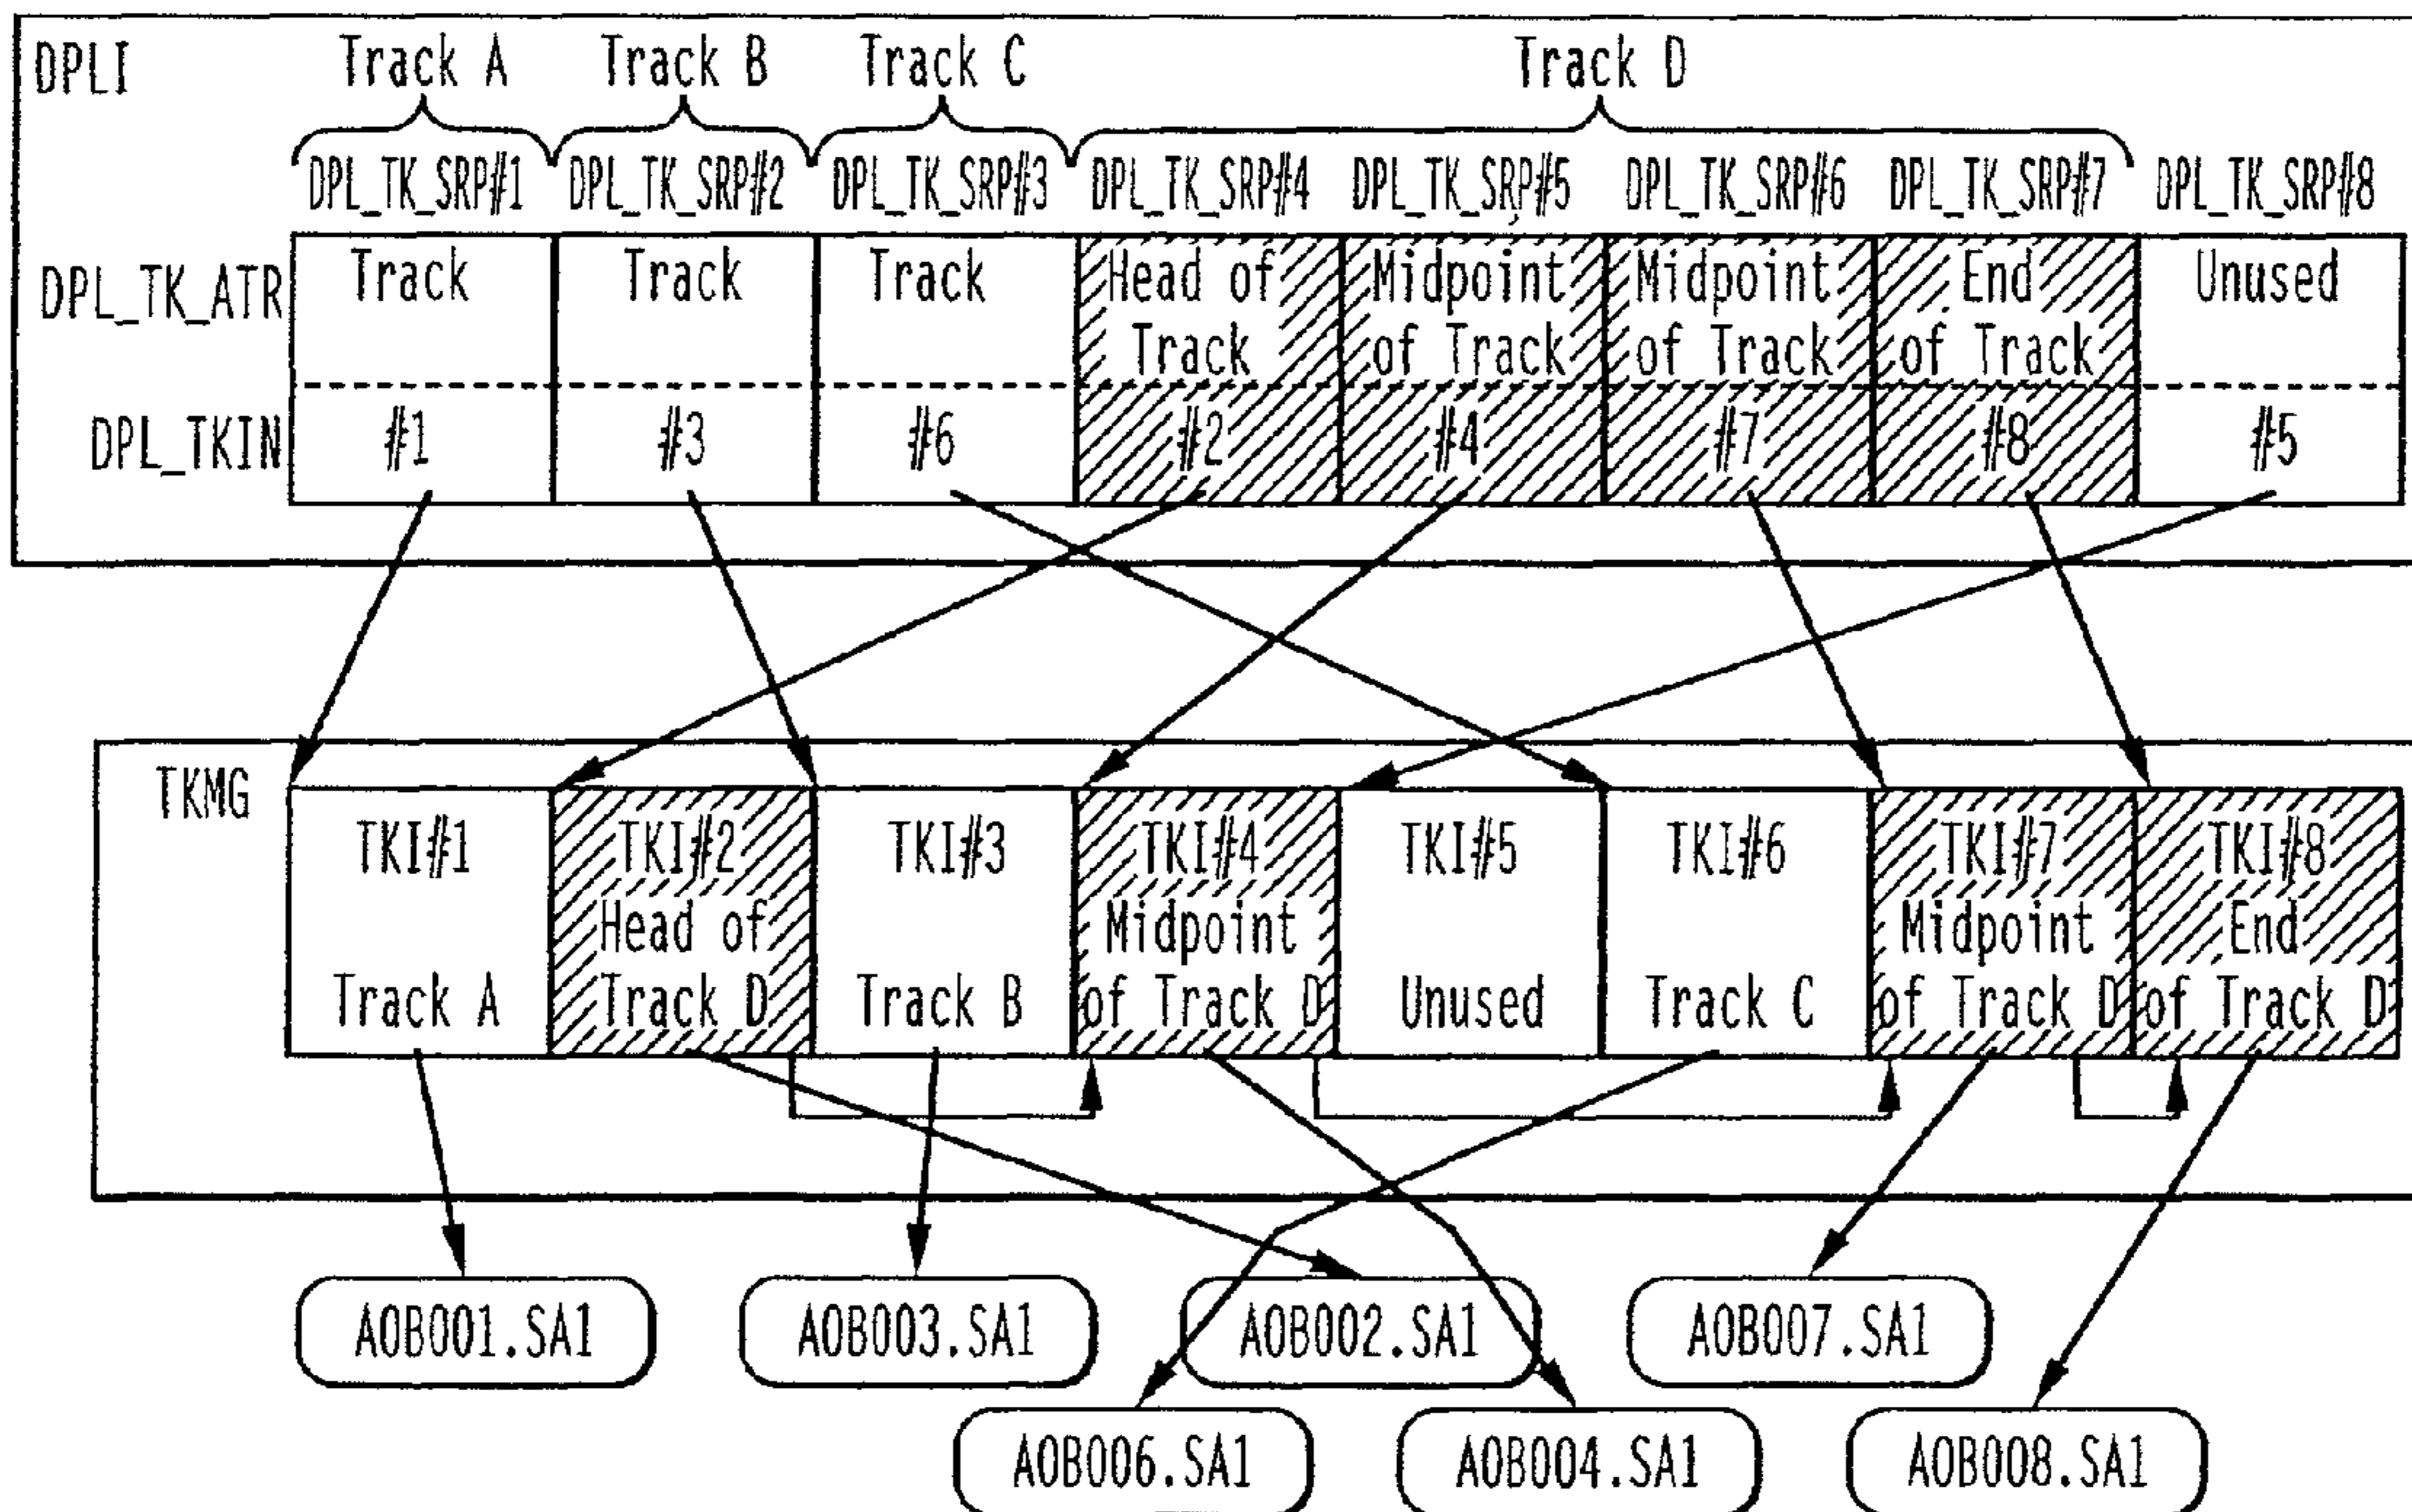 DPLI
Track A Track B Track C Track D
DPL_TK_SRP#1 DPL_TK_SRP#2 DPL_TK_SRP#3 DPL_TK_SRP#4 DPL_TK_SRP#5 DPL_TK_SRP#6 DPL_TK_SRP#7 DPL_TK_SRP#8
DPL_TK_ATR
Track
Track
Track
Head of
Track
Midpoint
of Track
Midpoint
of Track
End
of Track
Unused
DPL_TKIN #1 #3 #6 #2 #4 #7 #8 #5
TKMG
TKI#1
Track A
TKI#2
Head of
Track D
TKI#3
Track B
TKI#4
Midpoint
of Track D
TKI#5
Unused
TKI#6
Track C
TKI#7
Midpoint
of Track D
TKI#8
End
of Track D
AOB001.SA1 AOB003.SA1 AOB002.SA1 AOB007.SA1
AOB006.SA1 AOB004.SA1 AOB008.SA1